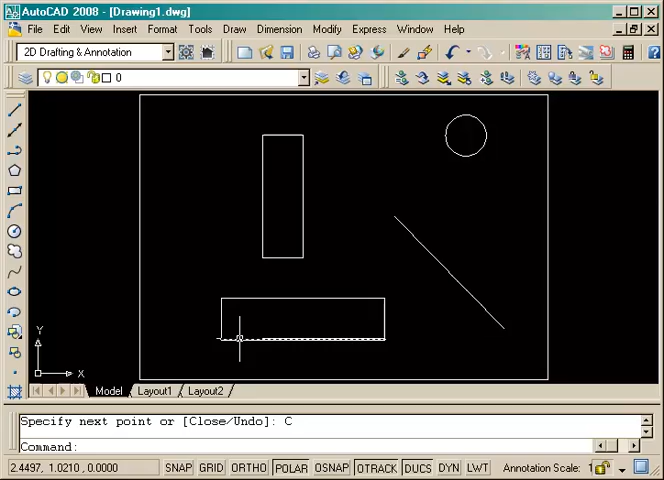 AutoCAD 2008 - [Drawing1.dwg]
File Edit View Insert Format Tools Draw Dimension Modify Express Window Help
2D Drafting & Annotation
0
Y
X
Model Layout1 Layout2
Specify next point or [Close/Undo]: C
Command:
2.4497, 1.0210, 0.0000 SNAP GRID ORTHO POLAR OSNAP OTRACK DUCS DYN LWT Annotation Scale: 1